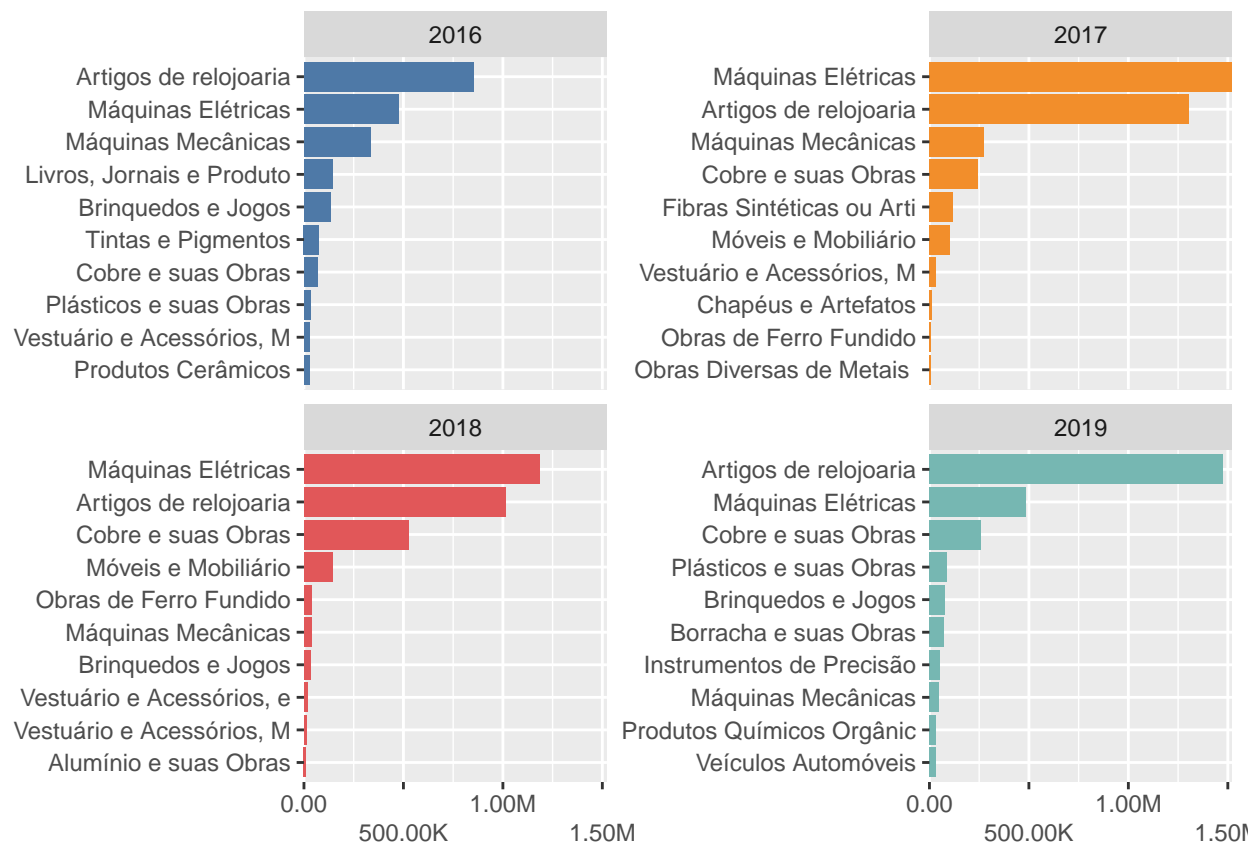 2016
Artigos de relojoaria
Máquinas Elétricas
Máquinas Mecânicas
Livros, Jornais e Produto
Brinquedos e Jogos
Tintas e Pigmentos
Cobre e suas Obras
Plásticos e suas Obras
Vestuário e Acessórios, M
Produtos Cerâmicos
2017
Máquinas Elétricas
Artigos de relojoaria
Máquinas Mecânicas
Cobre e suas Obras
Fibras Sintéticas ou Arti
Móveis e Mobiliário
Vestuário e Acessórios, M
Chapéus e Artefatos
Obras de Ferro Fundido
Obras Diversas de Metais
2018
Máquinas Elétricas
Artigos de relojoaria
Cobre e suas Obras
Móveis e Mobiliário
Obras de Ferro Fundido
Máquinas Mecânicas
Brinquedos e Jogos
Vestuário e Acessórios, e
Vestuário e Acessórios, M
Alumínio e suas Obras
0.00
500.00K
1.00M
1.50M
2019
Artigos de relojoaria
Máquinas Elétricas
Cobre e suas Obras
Plásticos e suas Obras
Brinquedos e Jogos
Borracha e suas Obras
Instrumentos de Precisão
Máquinas Mecânicas
Produtos Químicos Orgânic
Veículos Automóveis
0.00
500.00K
1.00M
1.50M